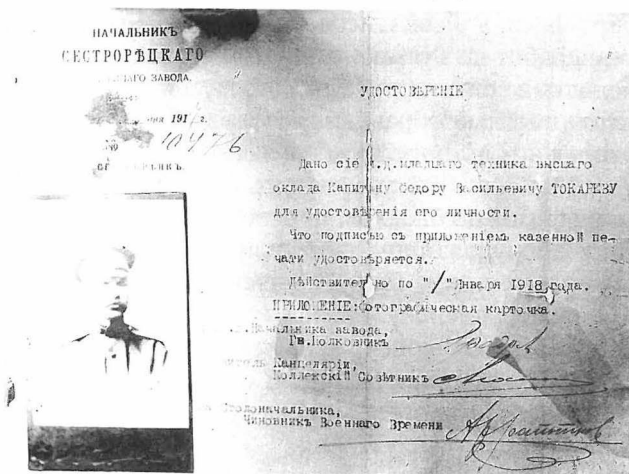 НАЧАЛЬНИКЪ
СЕСТРОРѢЦКАГО
ЗАВОДА.
191 г.
№ 10476
УДОСТОВѢРЕНІЕ
Дано сіе и.д.младшаго техника высшаго
оклада Капитану Федору Васильевичу ТОКАРЕВУ
для удостовѣренія его личности.
Что подписью съ приложеніемъ казенной пе-
чати удостовѣряется.
Дѣйствительно по "1" Января 1918 года.
ПРИЛОЖЕНІЕ:фотографическая карточка.
Начальника завода,
Гв.Полковникъ
Канцеляріи,
Коллежскій Совѣтникъ
Столоначальника,
Чиновникъ Военнаго Времени